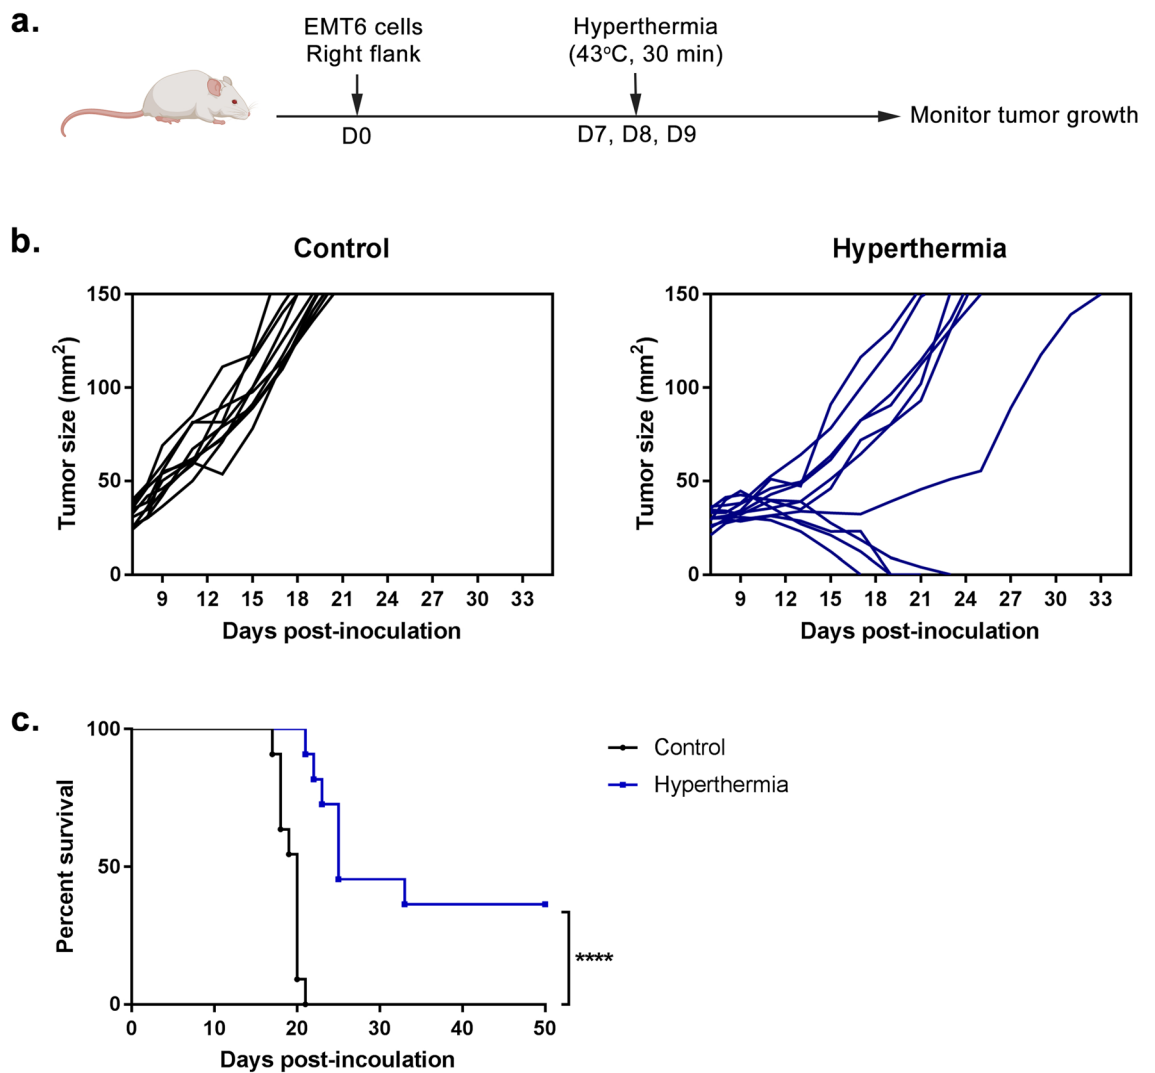 a.
EMT6 cells
Right flank
Hyperthermia
(43°C, 30 min)
D0
D7, D8, D9
Monitor tumor growth
b.
Control
Tumor size (mm2)
150
100
50
0
9 12 15 18 21 24 27 30 33
Days post-inoculation
Hyperthermia
Tumor size (mm2)
150
100
50
0
9 12 15 18 21 24 27 30 33
Days post-inoculation
c.
Percent survival
100
50
0
0 10 20 30 40 50
Days post-incoulation
Control
Hyperthermia
****